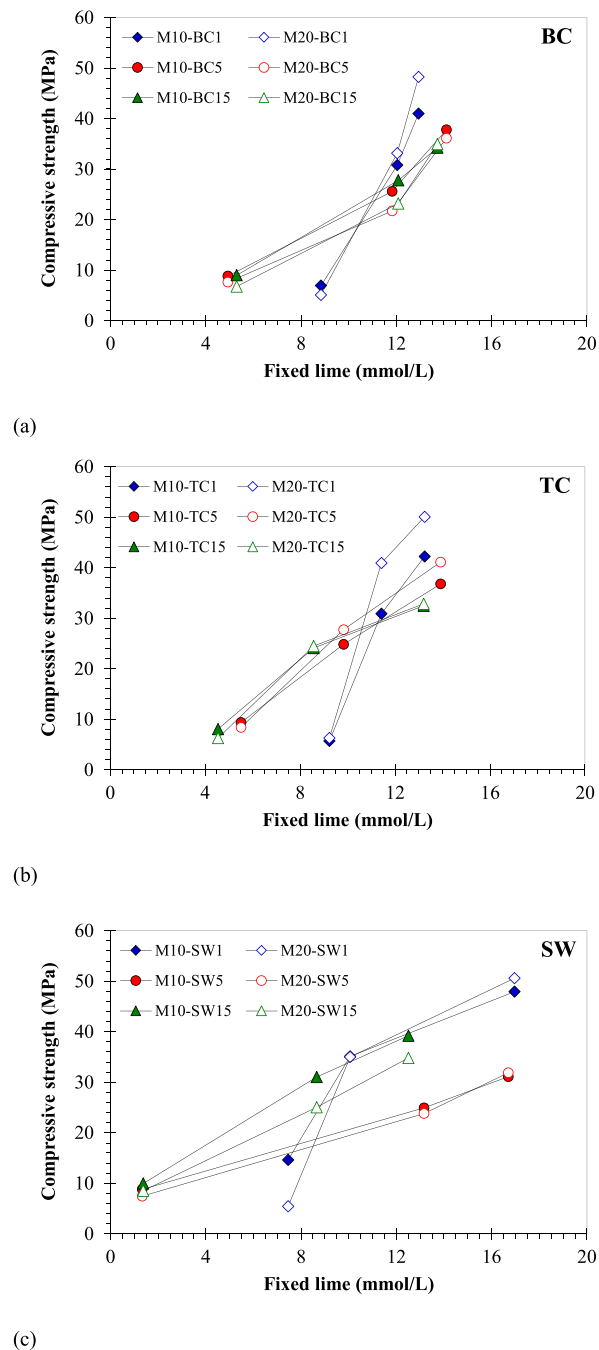 BC
M10-BC1 M20-BC1
M10-BC5 M20-BC5
M10-BC15 M20-BC15
Compressive strength (MPa)
60
50
40
30
20
10
0
0 4 8 12 16 20
Fixed lime (mmol/L)
(a)
TC
M10-TC1 M20-TC1
M10-TC5 M20-TC5
M10-TC15 M20-TC15
Compressive strength (MPa)
60
50
40
30
20
10
0
0 4 8 12 16 20
Fixed lime (mmol/L)
(b)
SW
M10-SW1 M20-SW1
M10-SW5 M20-SW5
M10-SW15 M20-SW15
Compressive strength (MPa)
60
50
40
30
20
10
0
0 4 8 12 16 20
Fixed lime (mmol/L)
(c)